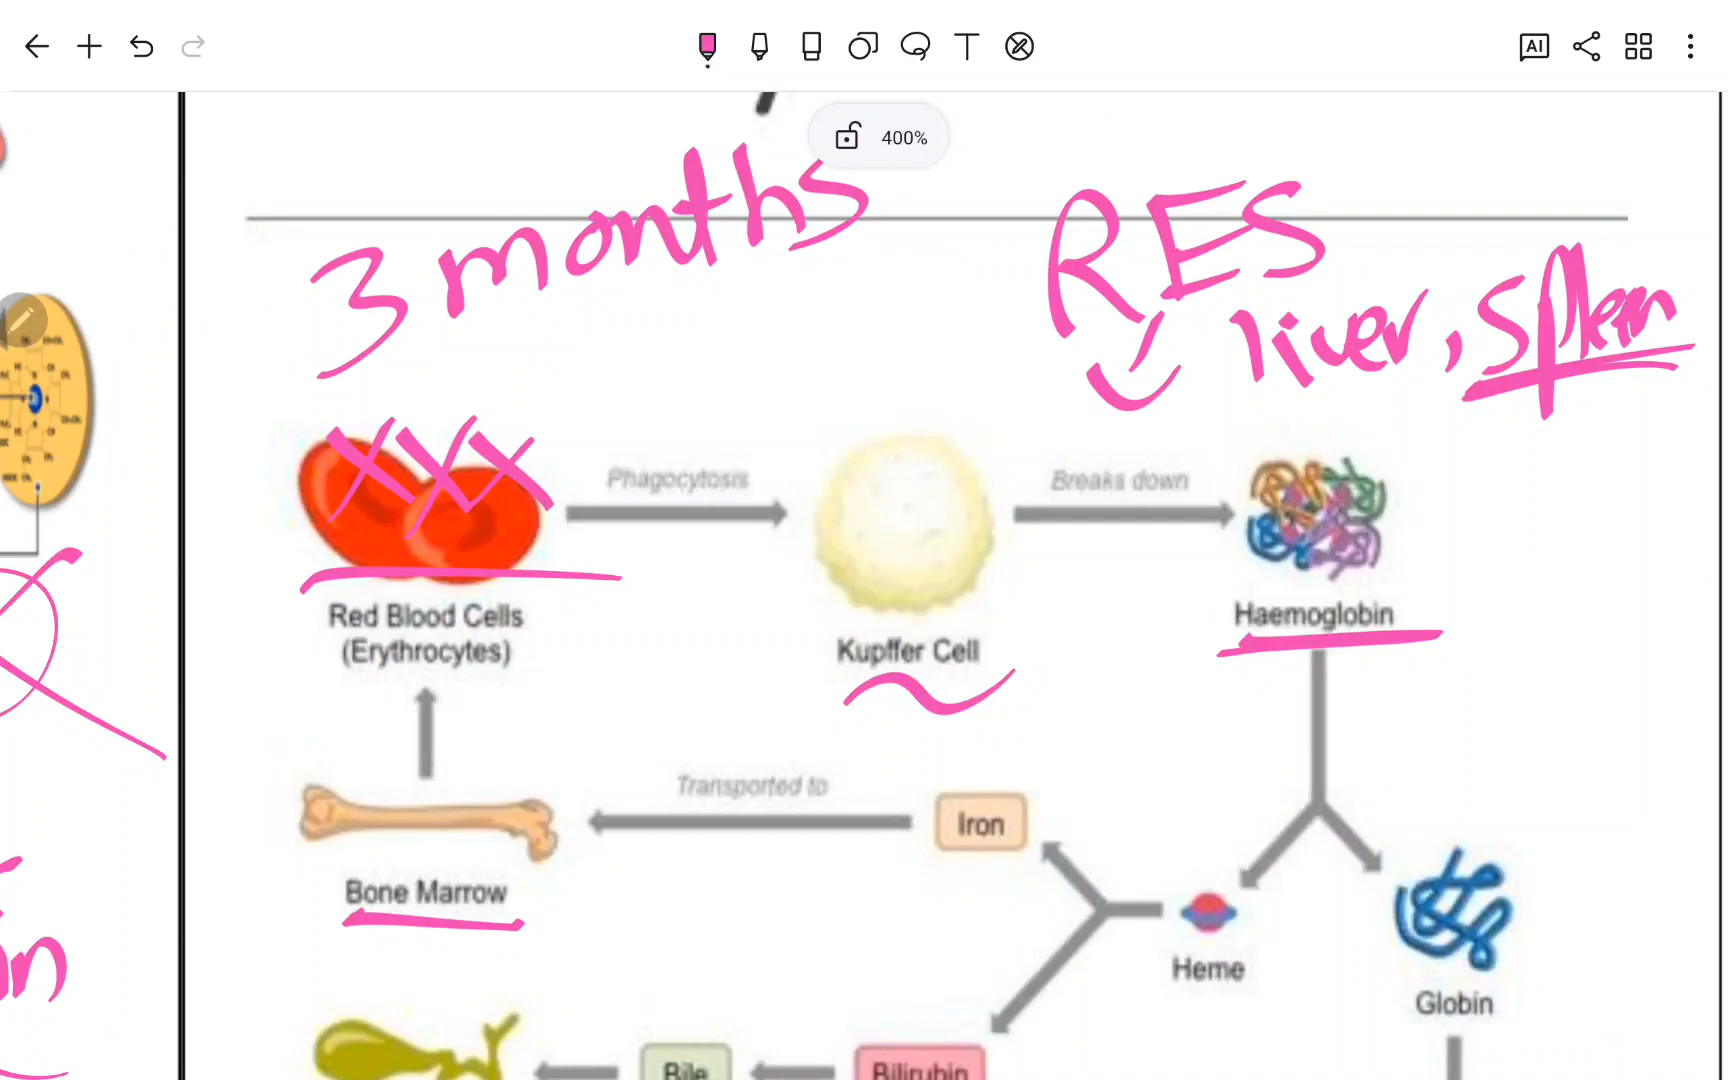 AI
400%
3 months
RES
liver, spleen
Phagocytosis
Breaks down
Red Blood Cells
(Erythrocytes)
Kupffer Cell
Haemoglobin
Transported to
Iron
Bone Marrow
Heme
Globin
Bile
Bilirubin